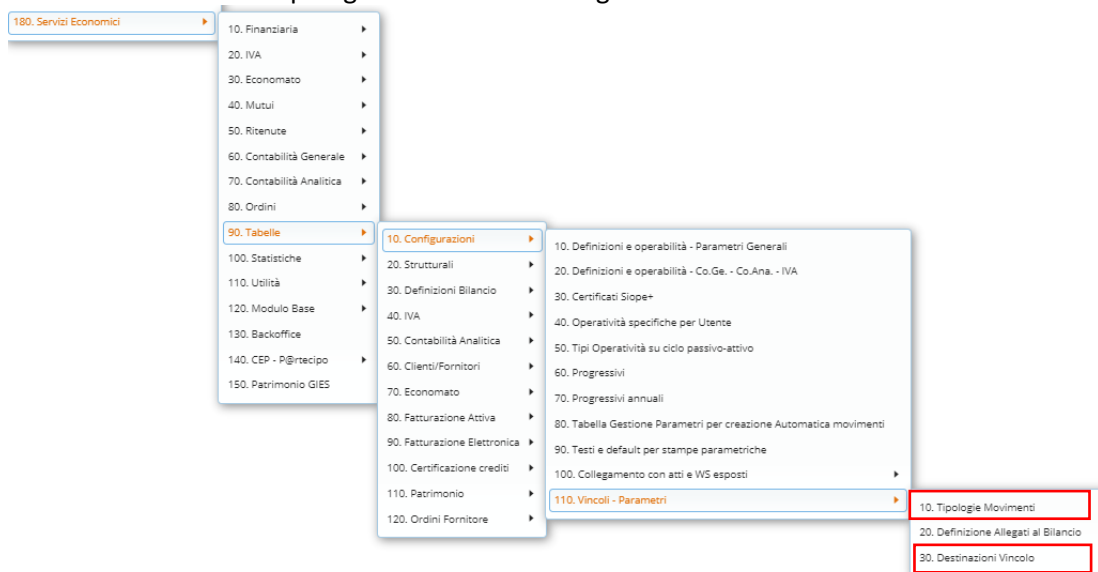 180. Servizi Economici
10. Finanziaria
20. IVA
30. Economato
40. Mutui
50. Ritenute
60. Contabilità Generale
70. Contabilità Analitica
80. Ordini
90. Tabelle
100. Statistiche
110. Utilità
120. Modulo Base
130. Backoffice
140. CEP - P@rtecipo
150. Patrimonio GIES
10. Configurazioni
20. Strutturali
30. Definizioni Bilancio
40. IVA
50. Contabilità Analitica
60. Clienti/Fornitori
70. Economato
80. Fatturazione Attiva
90. Fatturazione Elettronica
100. Certificazione crediti
110. Patrimonio
120. Ordini Fornitore
10. Definizioni e operabilità - Parametri Generali
20. Definizioni e operabilità - Co.Ge. - Co.Ana. - IVA
30. Certificati Siope+
40. Operatività specifiche per Utente
50. Tipi Operatività su ciclo passivo-attivo
60. Progressivi
70. Progressivi annuali
80. Tabella Gestione Parametri per creazione Automatica movimenti
90. Testi e default per stampe parametriche
100. Collegamento con atti e WS esposti
110. Vincoli - Parametri
10. Tipologie Movimenti
20. Definizione Allegati al Bilancio
30. Destinazioni Vincolo